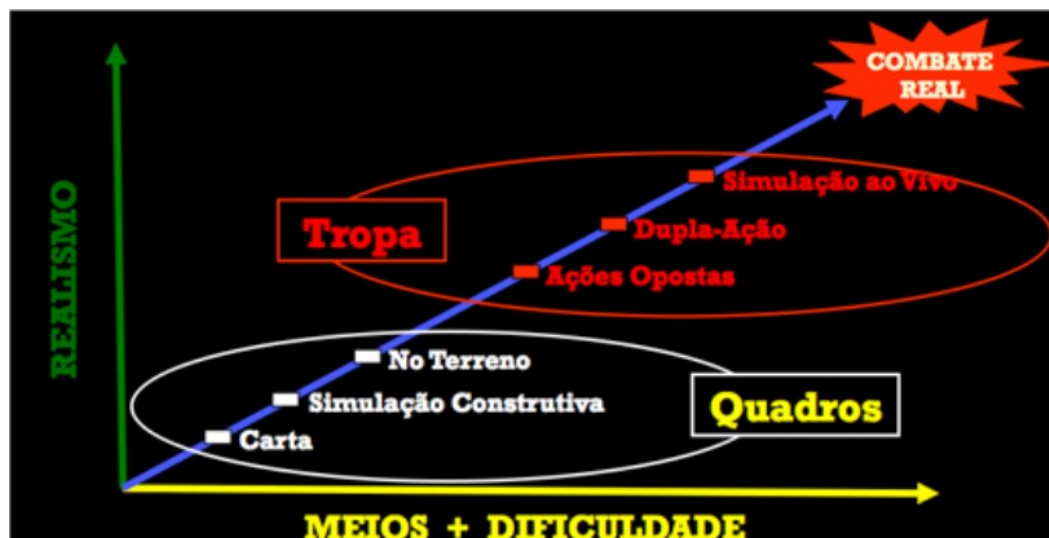 COMBATE
REAL
REALISMO
Simulação ao Vivo
Tropa
Dupla-Ação
Ações Opostas
No Terreno
Simulação Construtiva
Quadros
Carta
MEIOS + DIFICULDADE